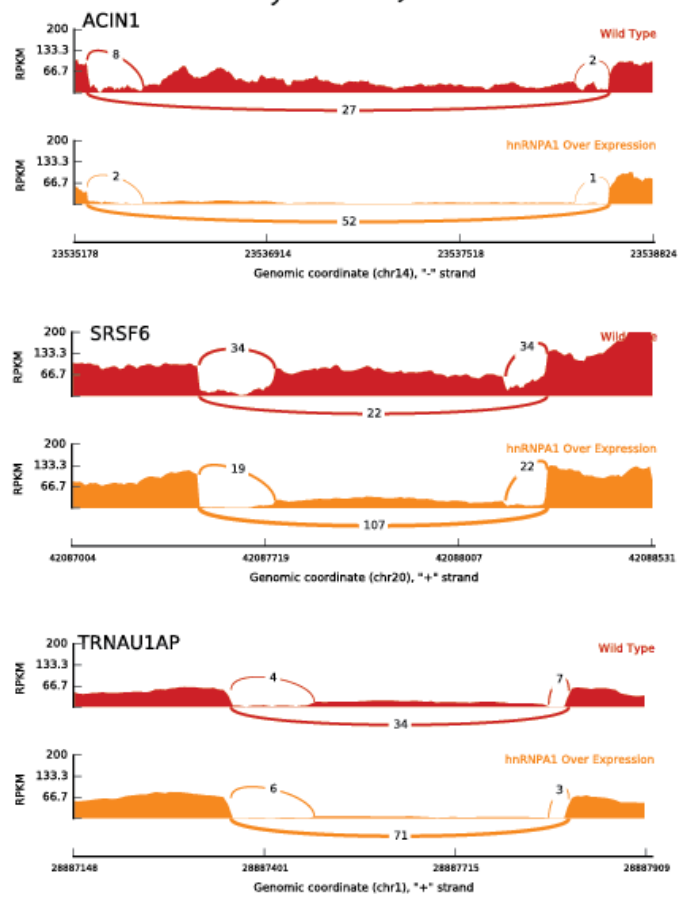 ACIN1
200
133.3
66.7
RPKM
8
2
27
Wild Type
200
133.3
66.7
RPKM
2
1
52
hnRNPA1 Over Expression
23535178 23536914 23537518 23538824
Genomic coordinate (chr14), "-" strand
SRSF6
200
133.3
66.7
RPKM
34
34
22
200
133.3
66.7
RPKM
19
22
107
hnRNPA1 Over Expression
42087004 42087719 42088007 42088531
Genomic coordinate (chr20), "+" strand
TRNAU1AP
200
133.3
66.7
RPKM
4
7
34
Wild Type
200
133.3
66.7
RPKM
6
3
71
hnRNPA1 Over Expression
28887148 28887401 28887715 28887909
Genomic coordinate (chr1), "+" strand